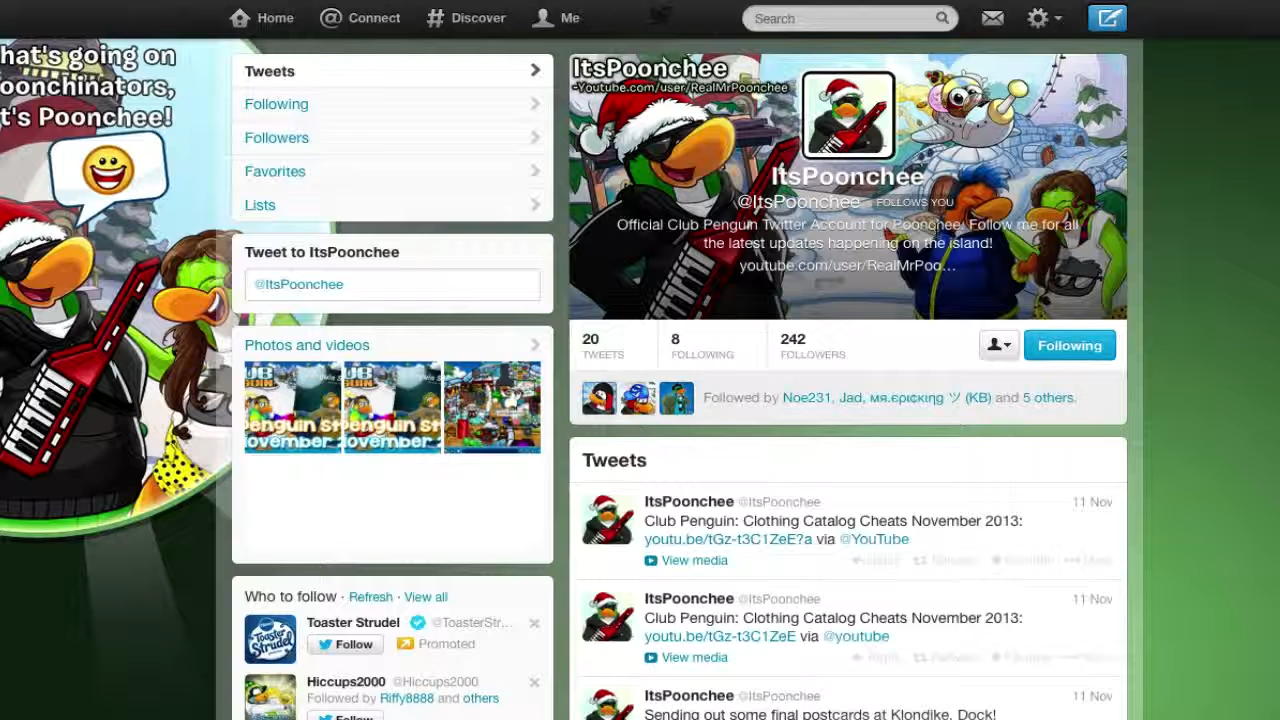 Home
Connect
Discover
Me
Search
hat's going on
oonchinators,
t's Poonchee!
Tweets
Following
Followers
Favorites
Lists
Tweet to ItsPoonchee
@ItsPoonchee
Photos and videos
Who to follow · Refresh · View all
Toaster Strudel @ToasterStr...
Follow
Promoted
Hiccups2000 @Hiccups2000
Followed by Riffy8888 and others
Follow
ItsPoonchee
-Youtube.com/user/RealMrPoonchee
ItsPoonchee
@ItsPoonchee FOLLOWS YOU
Official Club Penguin Twitter Account for Poonchee. Follow me for all
the latest updates happening on the island!
youtube.com/user/RealMrPoo...
20 TWEETS
8 FOLLOWING
242 FOLLOWERS
Following
Followed by Noe231, Jad, мя.єρι¢кιηg ツ (KB) and 5 others.
Tweets
ItsPoonchee @ItsPoonchee 11 Nov
Club Penguin: Clothing Catalog Cheats November 2013:
youtu.be/tGz-t3C1ZeE?a via @YouTube
View media
ItsPoonchee @ItsPoonchee 11 Nov
Club Penguin: Clothing Catalog Cheats November 2013:
youtu.be/tGz-t3C1ZeE via @youtube
View media
ItsPoonchee @ItsPoonchee 11 Nov
Sending out some final postcards at Klondike, Dock!